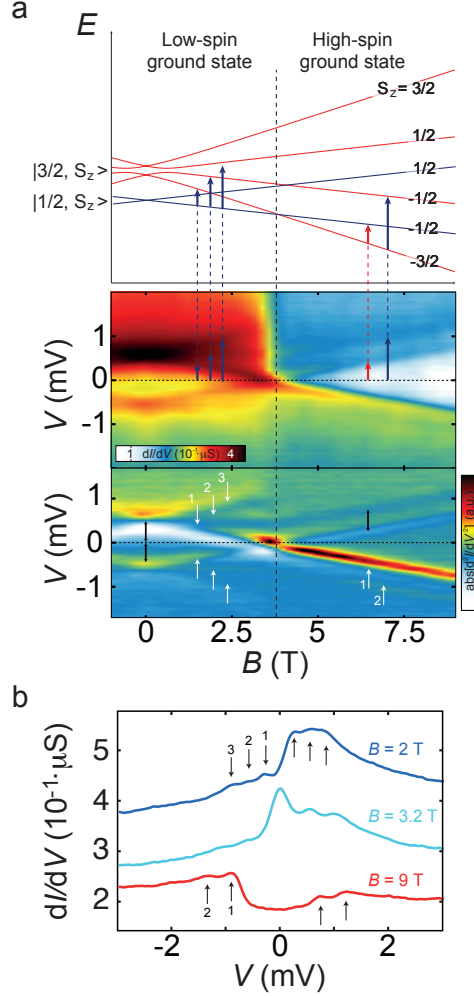 a
E
Low-spin ground state
High-spin ground state
S_z= 3/2
1/2
1/2
-1/2
-1/2
-3/2
|3/2, S_z >
|1/2, S_z >
1
0
-1
V (mV)
1 dI/dV (10⁻¹·μS) 4
1
0
-1
V (mV)
1 2 3
1 2
abs[d²I/dV²] (a.u.)
0 2.5 5 7.5
B (T)
b
5
4
3
2
dI/dV (10⁻¹·μS)
3 2 1
B = 2 T
B = 3.2 T
B = 9 T
2 1
-2 0 2
V (mV)